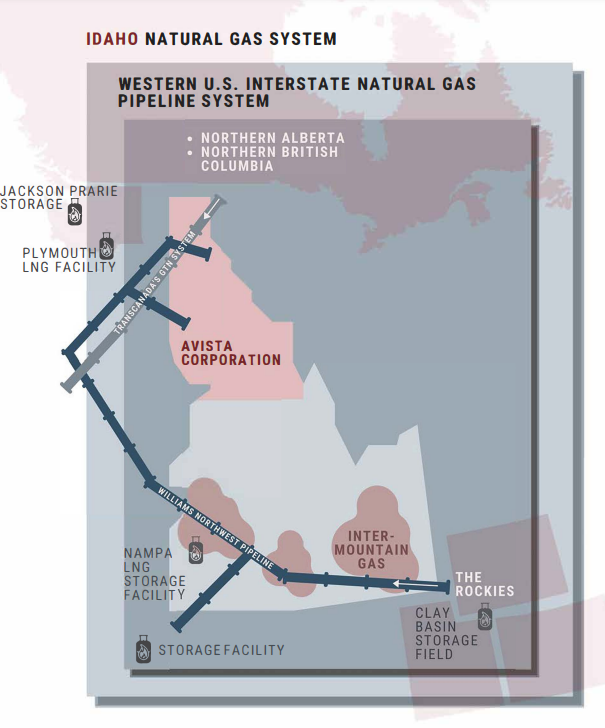 IDAHO NATURAL GAS SYSTEM
WESTERN U.S. INTERSTATE NATURAL GAS
PIPELINE SYSTEM
• NORTHERN ALBERTA
• NORTHERN BRITISH
COLUMBIA
JACKSON PRARIE
STORAGE
PLYMOUTH
LNG FACILITY
TRANSCANADA'S GTN SYSTEM
AVISTA
CORPORATION
WILLIAMS NORTHWEST PIPELINE
INTER-
MOUNTAIN
GAS
NAMPA
LNG
STORAGE
FACILITY
THE
ROCKIES
CLAY
BASIN
STORAGE
FIELD
STORAGE FACILITY